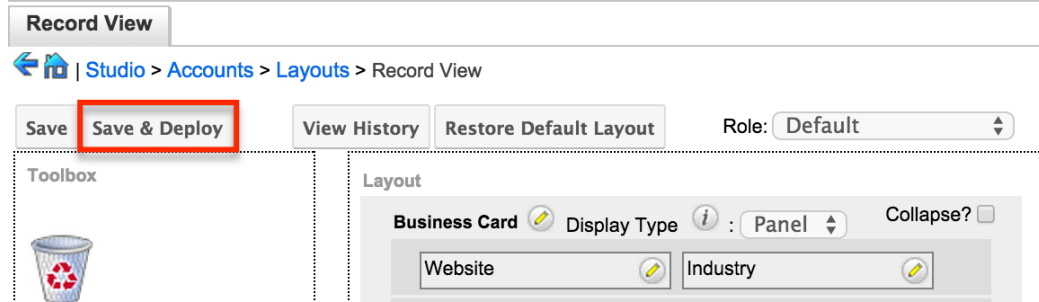 Record View
| Studio > Accounts > Layouts > Record View
Save Save & Deploy View History Restore Default Layout Role: Default
Toolbox
Layout
Business Card Display Type i : Panel Collapse?
Website Industry